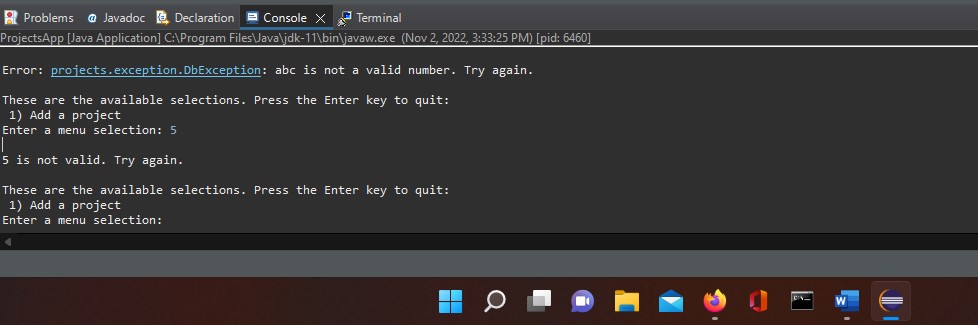 Problems Javadoc Declaration Console Terminal
ProjectsApp [Java Application] C:\Program Files\Java\jdk-11\bin\javaw.exe (Nov 2, 2022, 3:33:25 PM) [pid: 6460]
Error: projects.exception.DbException: abc is not a valid number. Try again.
These are the available selections. Press the Enter key to quit:
1) Add a project
Enter a menu selection: 5
5 is not valid. Try again.
These are the available selections. Press the Enter key to quit:
1) Add a project
Enter a menu selection: